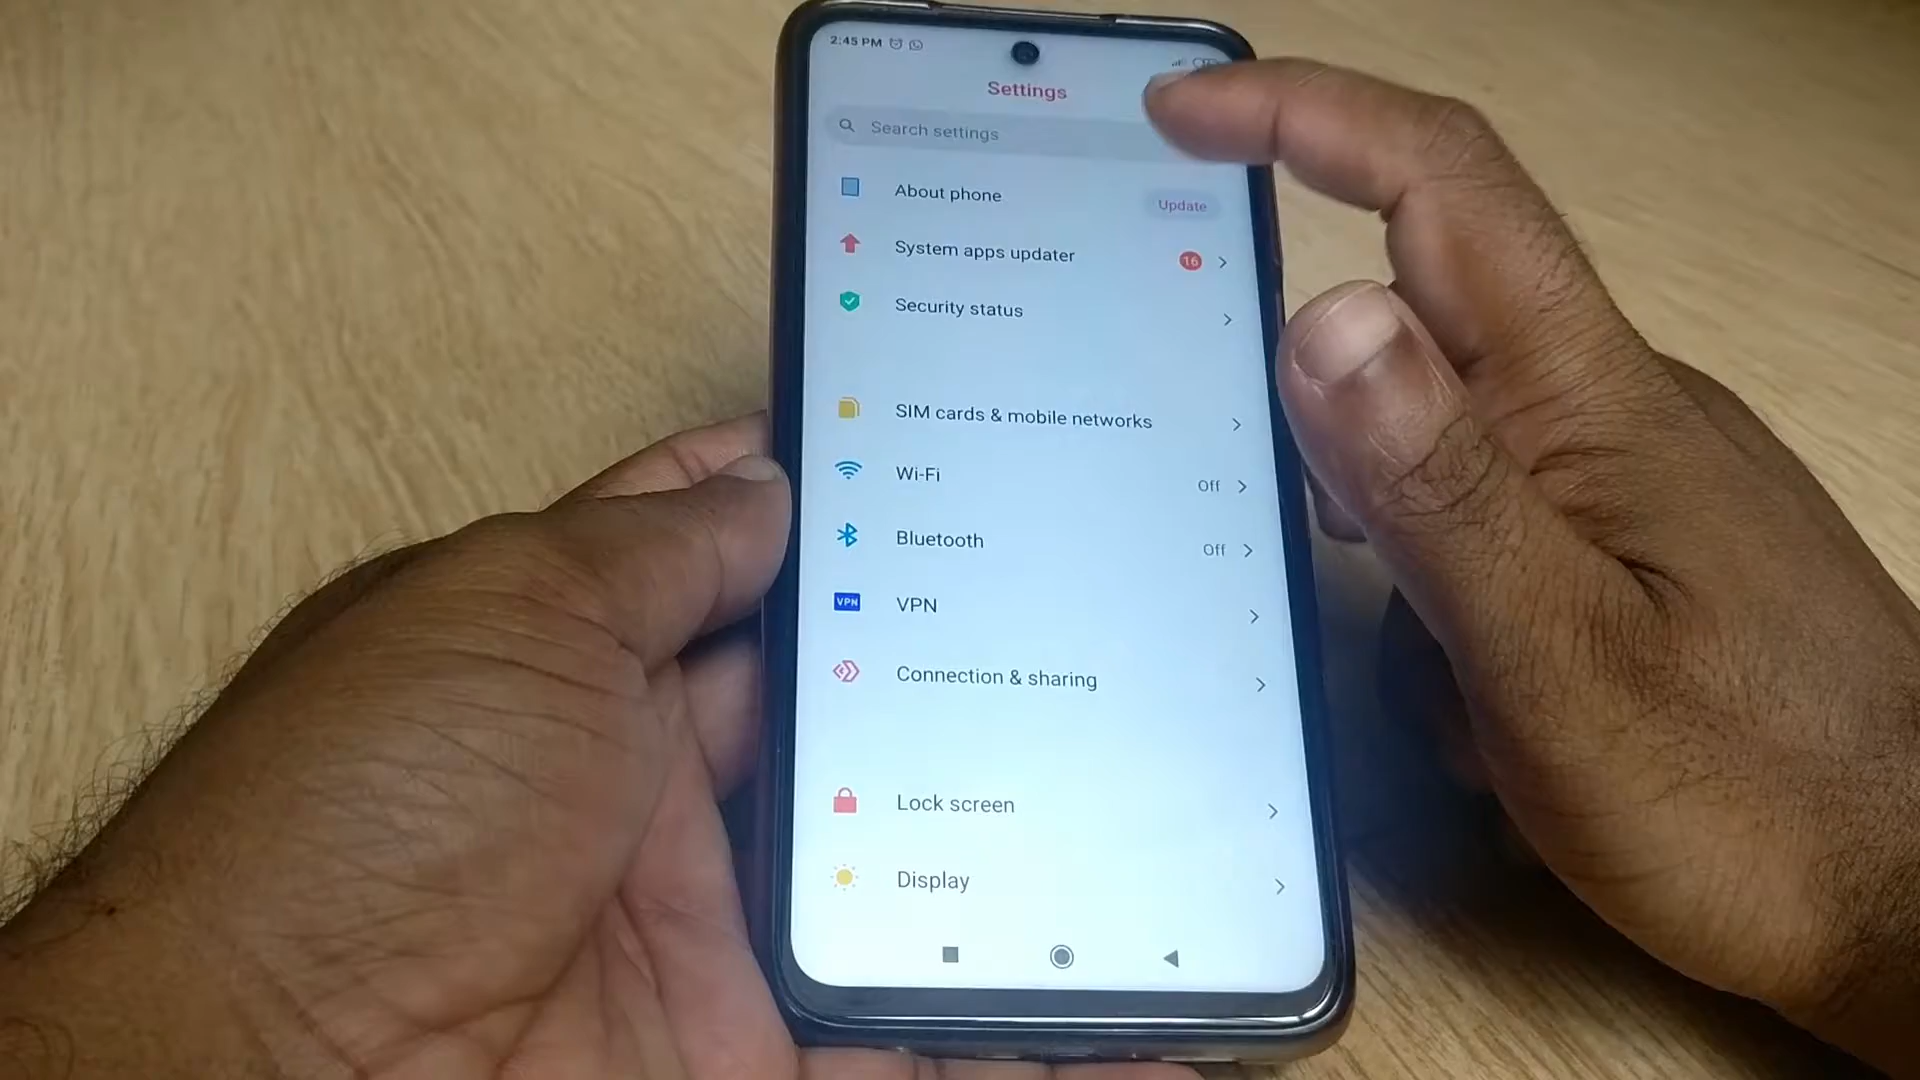 2:45 PM
Settings
Search settings
About phone
Update
System apps updater
16
Security status
SIM cards & mobile networks
Wi-Fi
Off
Bluetooth
Off
VPN
VPN
Connection & sharing
Lock screen
Display